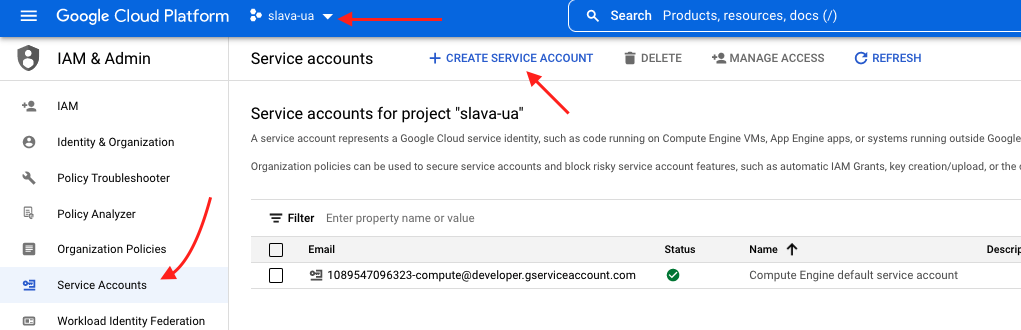 Google Cloud Platform slava-ua Search Products, resources, docs (/)
IAM & Admin
Service accounts + CREATE SERVICE ACCOUNT DELETE MANAGE ACCESS REFRESH
IAM
Identity & Organization
Policy Troubleshooter
Policy Analyzer
Organization Policies
Service Accounts
Workload Identity Federation
Service accounts for project "slava-ua"
A service account represents a Google Cloud service identity, such as code running on Compute Engine VMs, App Engine apps, or systems running outside Google
Organization policies can be used to secure service accounts and block risky service account features, such as automatic IAM Grants, key creation/upload, or the
Filter Enter property name or value
Email Status Name Descrip
1089547096323-compute@developer.gserviceaccount.com Compute Engine default service account